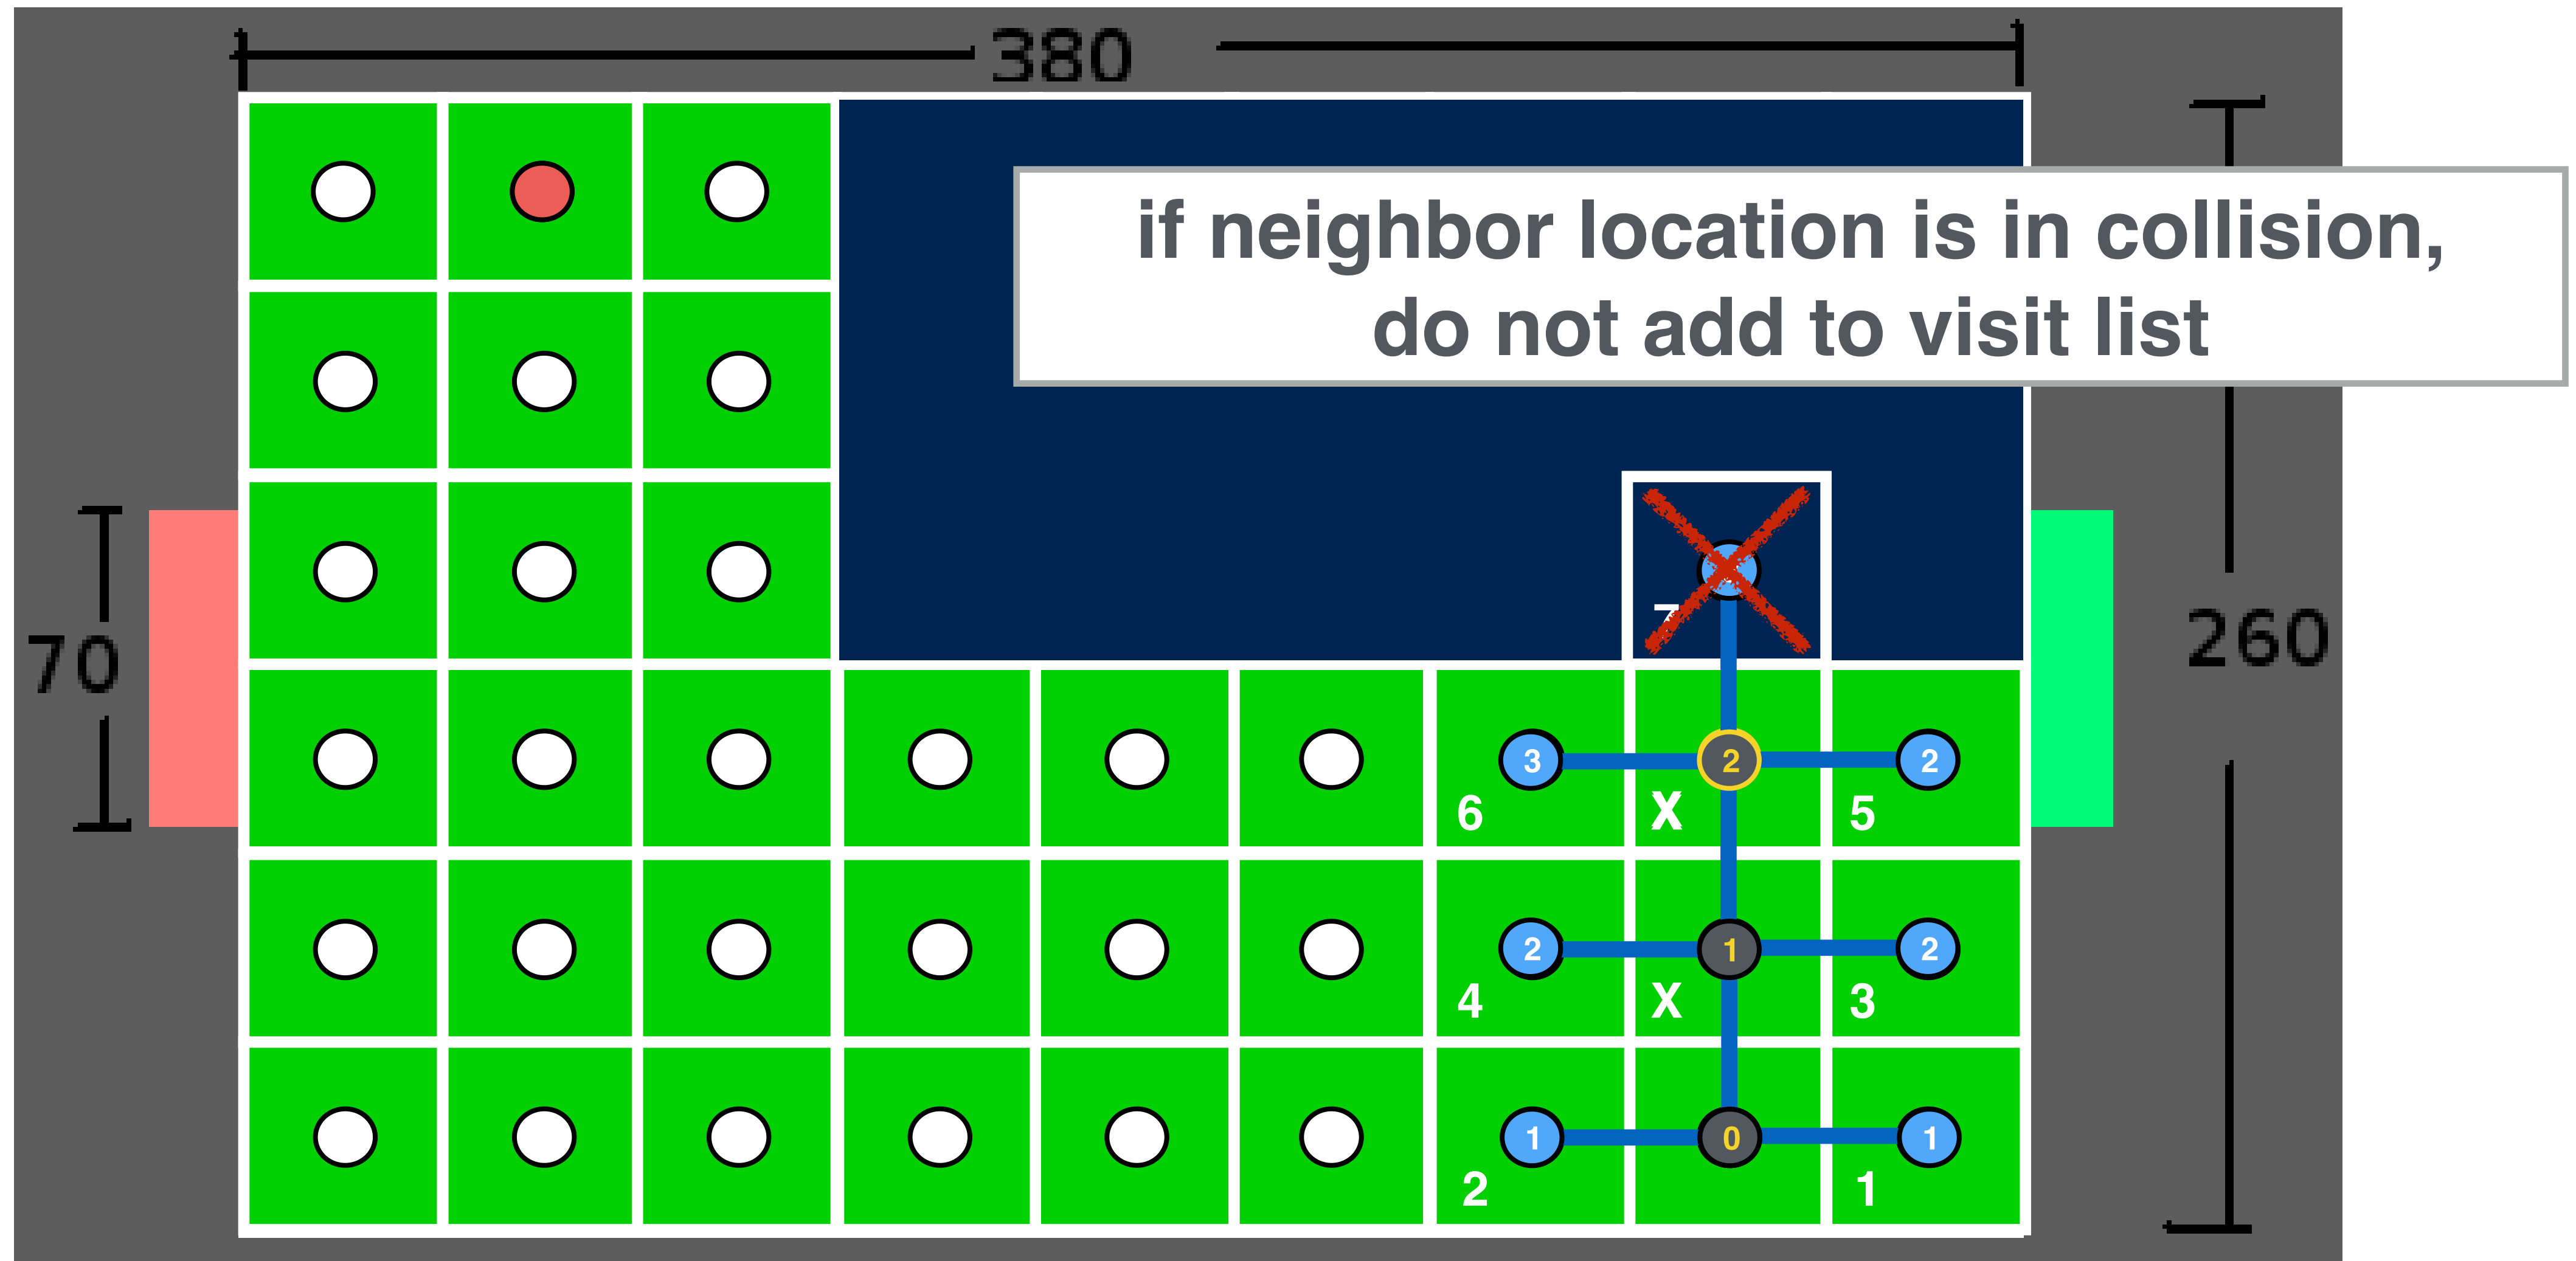 380
if neighbor location is in collision,
do not add to visit list
7
70
260
3 2 2
6 X 5
2 1 2
4 X 3
1 0 1
2 1